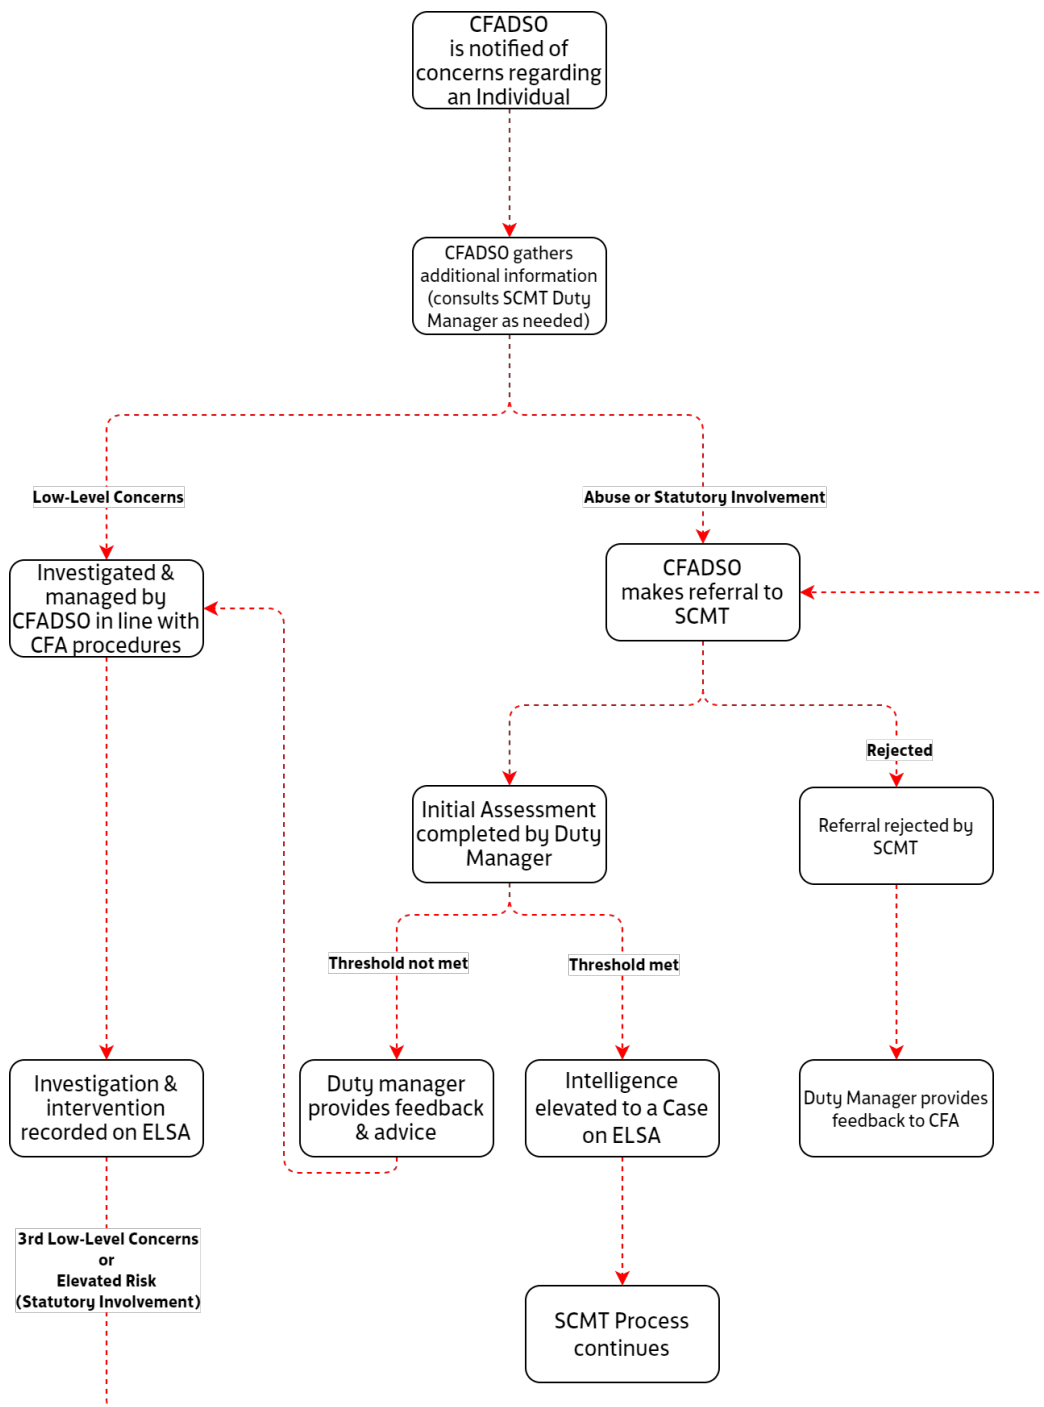 CFADSO
is notified of
concerns regarding
an Individual
CFADSO gathers
additional information
(consults SCMT Duty
Manager as needed)
Low-Level Concerns
Abuse or Statutory Involvement
Investigated &
managed by
CFADSO in line with
CFA procedures
CFADSO
makes referral to
SCMT
Rejected
Initial Assessment
completed by Duty
Manager
Referral rejected by
SCMT
Threshold not met
Threshold met
Investigation &
intervention
recorded on ELSA
Duty manager
provides feedback
& advice
Intelligence
elevated to a Case
on ELSA
Duty Manager provides
feedback to CFA
3rd Low-Level Concerns
or
Elevated Risk
(Statutory Involvement)
SCMT Process
continues